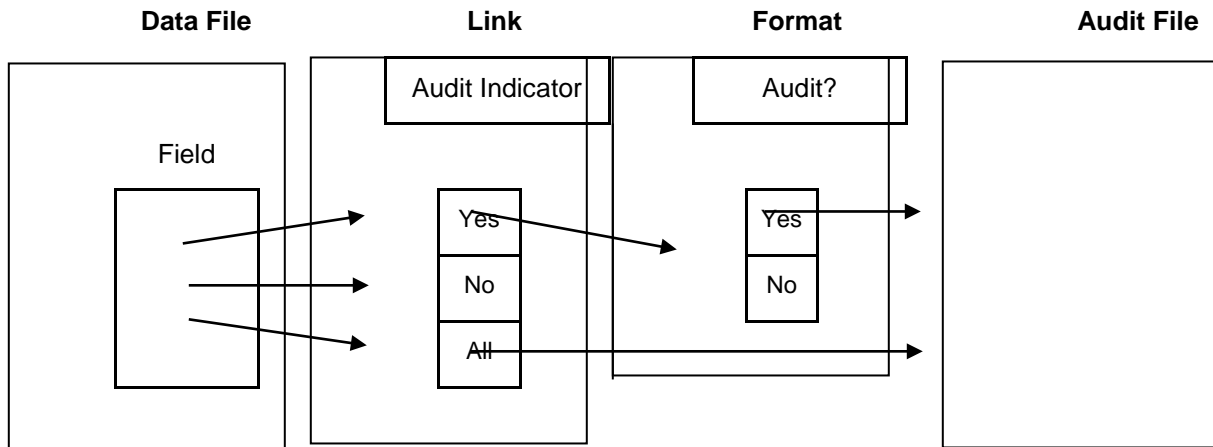 Data File
Link
Format
Audit File
Audit Indicator
Audit?
Field
Yes
Yes
No
No
All